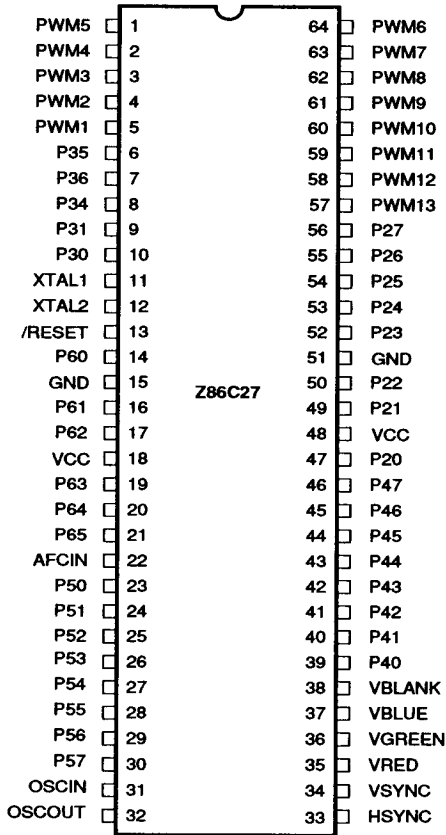 PWM5 1 64 PWM6
PWM4 2 63 PWM7
PWM3 3 62 PWM8
PWM2 4 61 PWM9
PWM1 5 60 PWM10
P35 6 59 PWM11
P36 7 58 PWM12
P34 8 57 PWM13
P31 9 56 P27
P30 10 55 P26
XTAL1 11 54 P25
XTAL2 12 53 P24
/RESET 13 52 P23
P60 14 51 GND
GND 15 Z86C27 50 P22
P61 16 49 P21
P62 17 48 VCC
VCC 18 47 P20
P63 19 46 P47
P64 20 45 P46
P65 21 44 P45
AFCIN 22 43 P44
P50 23 42 P43
P51 24 41 P42
P52 25 40 P41
P53 26 39 P40
P54 27 38 VBLANK
P55 28 37 VBLUE
P56 29 36 VGREEN
P57 30 35 VRED
OSCIN 31 34 VSYNC
OSCOUT 32 33 HSYNC